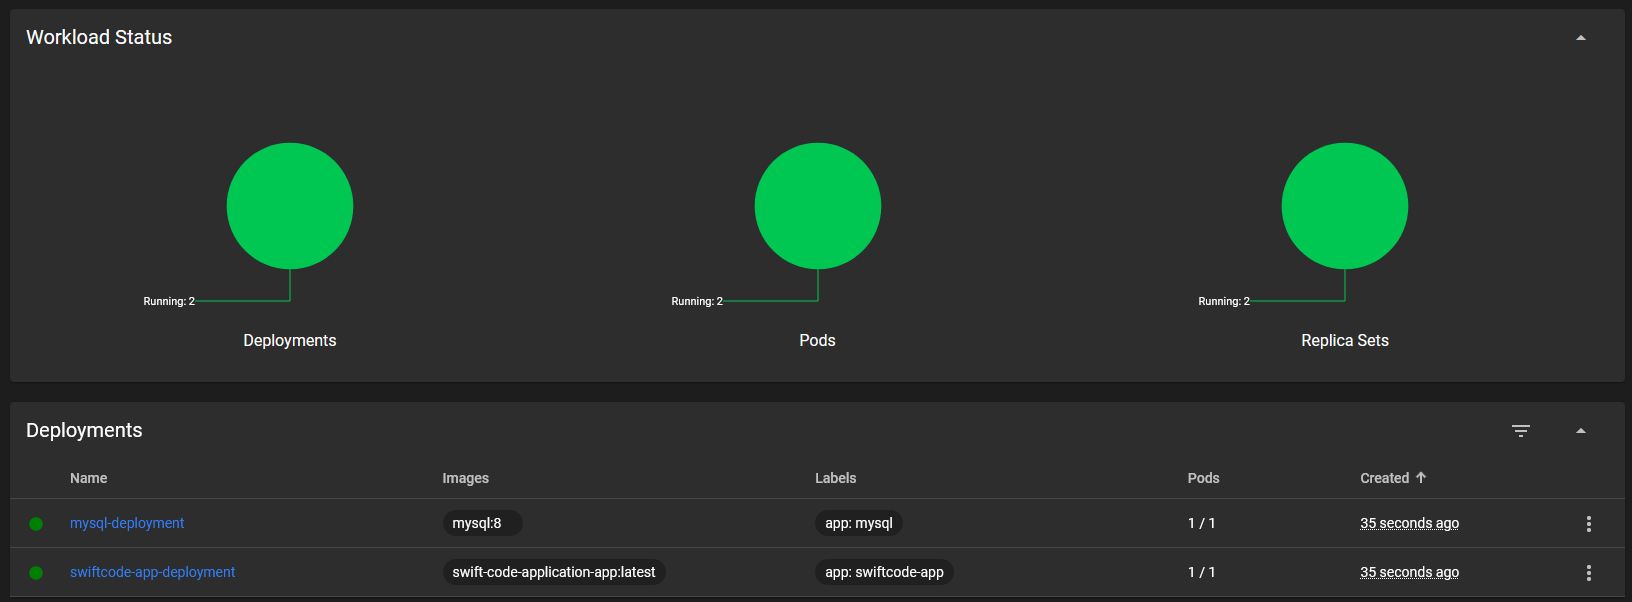 Workload Status
Running: 2
Running: 2
Running: 2
Deployments
Pods
Replica Sets
Deployments
Name Images Labels Pods Created
mysql-deployment mysql:8 app: mysql 1 / 1 35 seconds ago
swiftcode-app-deployment swift-code-application-app:latest app: swiftcode-app 1 / 1 35 seconds ago